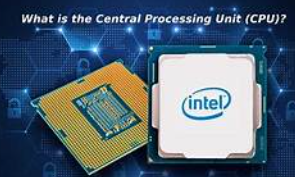 What is the Central Processing Unit (CPU)?
intel